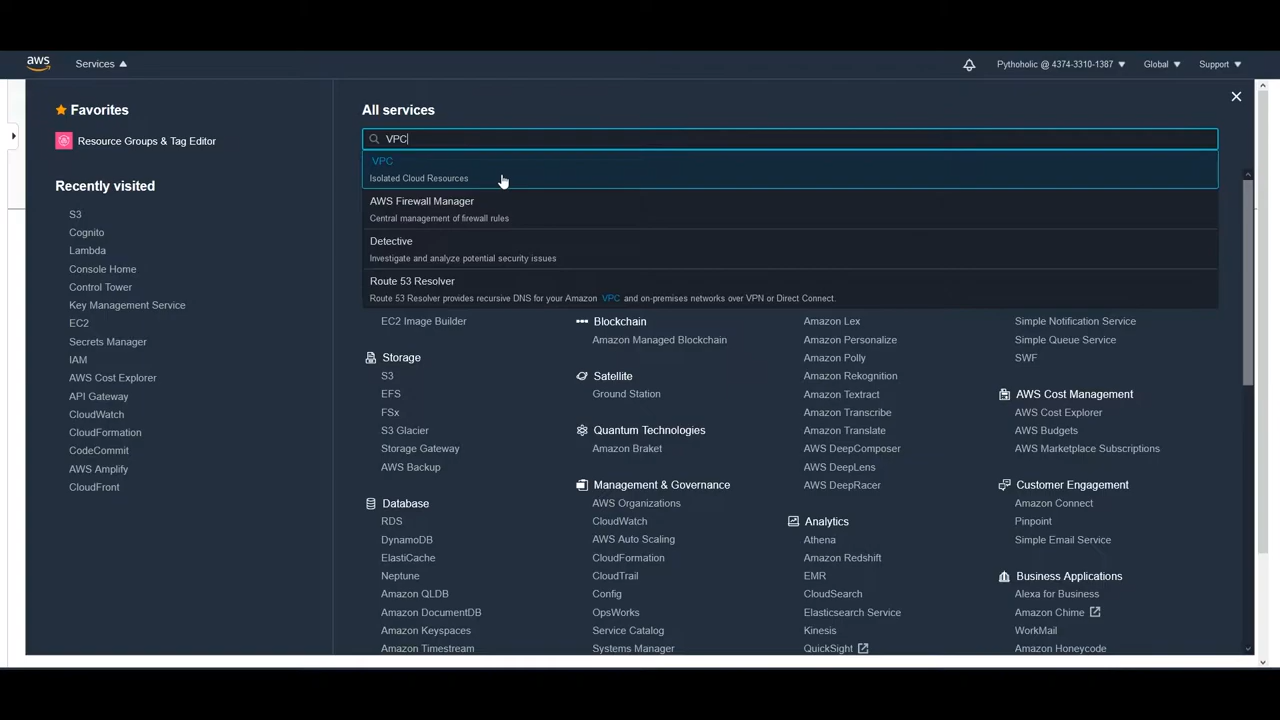 aws
Services
Pythoholic @ 4374-3310-1387
Global
Support
Favorites
Resource Groups & Tag Editor
Recently visited
S3
Cognito
Lambda
Console Home
Control Tower
Key Management Service
EC2
Secrets Manager
IAM
AWS Cost Explorer
API Gateway
CloudWatch
CloudFormation
CodeCommit
AWS Amplify
CloudFront
All services
VPC
VPC
Isolated Cloud Resources
AWS Firewall Manager
Central management of firewall rules
Detective
Investigate and analyze potential security issues
Route 53 Resolver
Route 53 Resolver provides recursive DNS for your Amazon VPC and on-premises networks over VPN or Direct Connect.
EC2 Image Builder
Storage
S3
EFS
FSx
S3 Glacier
Storage Gateway
AWS Backup
Database
RDS
DynamoDB
ElastiCache
Neptune
Amazon QLDB
Amazon DocumentDB
Amazon Keyspaces
Amazon Timestream
Blockchain
Amazon Managed Blockchain
Satellite
Ground Station
Quantum Technologies
Amazon Braket
Management & Governance
AWS Organizations
CloudWatch
AWS Auto Scaling
CloudFormation
CloudTrail
Config
OpsWorks
Service Catalog
Systems Manager
Amazon Lex
Amazon Personalize
Amazon Polly
Amazon Rekognition
Amazon Textract
Amazon Transcribe
Amazon Translate
AWS DeepComposer
AWS DeepLens
AWS DeepRacer
Analytics
Athena
Amazon Redshift
EMR
CloudSearch
Elasticsearch Service
Kinesis
QuickSight
Simple Notification Service
Simple Queue Service
SWF
AWS Cost Management
AWS Cost Explorer
AWS Budgets
AWS Marketplace Subscriptions
Customer Engagement
Amazon Connect
Pinpoint
Simple Email Service
Business Applications
Alexa for Business
Amazon Chime
WorkMail
Amazon Honeycode